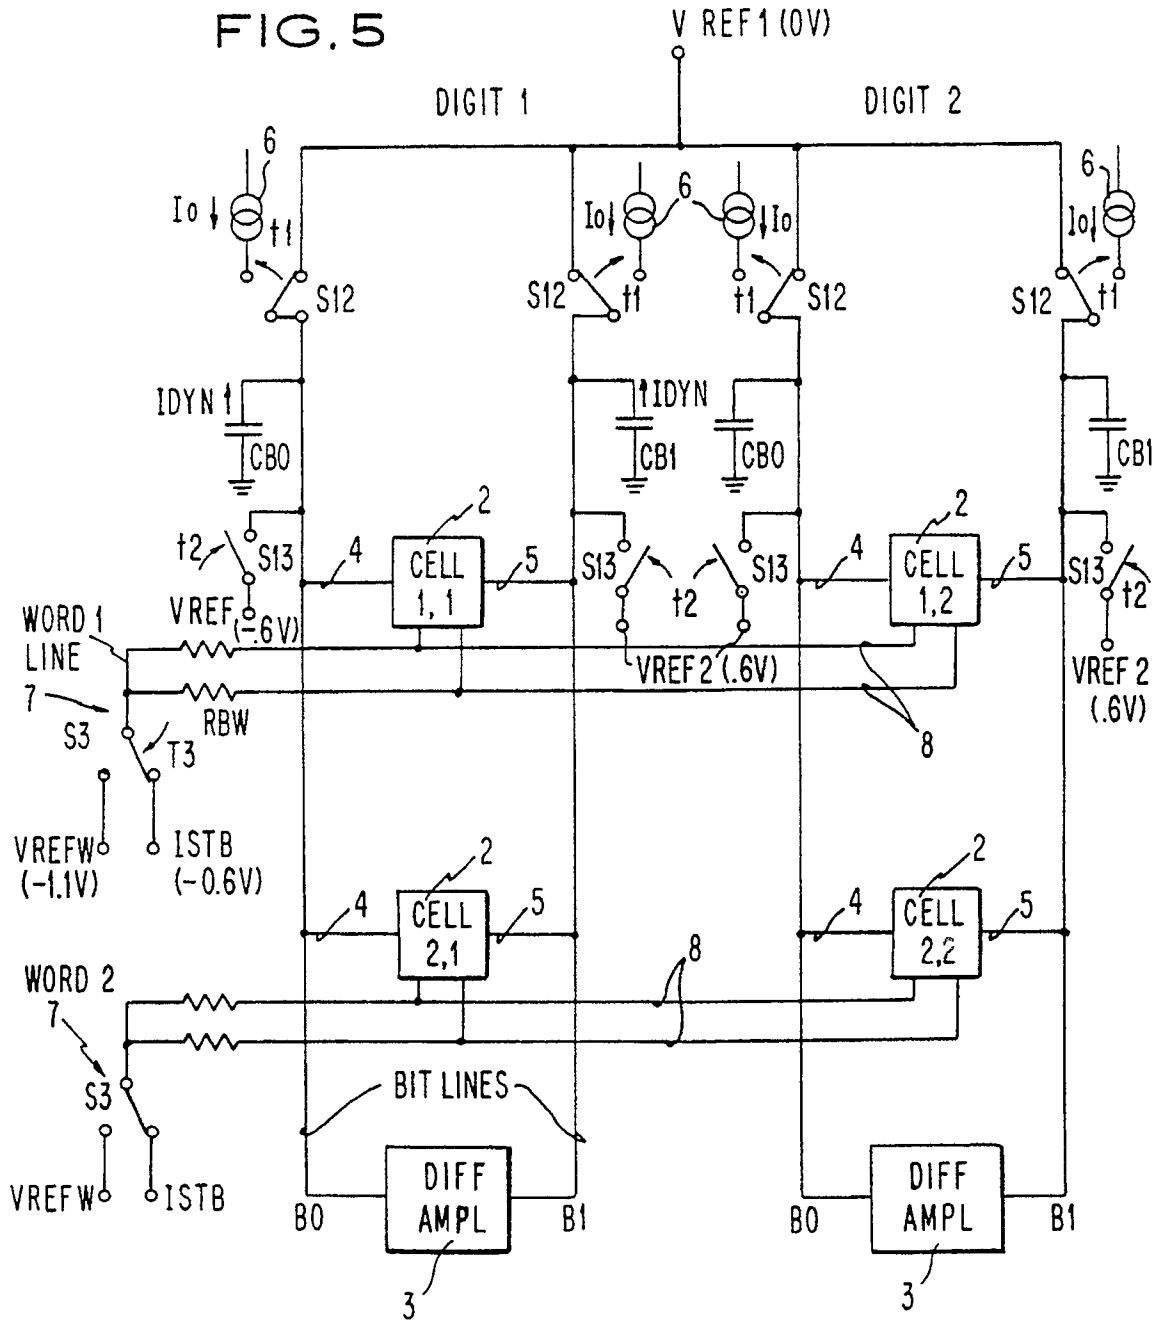 FIG. 5
V REF 1 (0V)
DIGIT 1
DIGIT 2
6
6
6
Io
t1
Io
Io
Io
S12
S12
t1
t1
S12
S12
t1
IDYN
CB0
IDYN
CB1
CB0
CB1
t2
S13
4
2
CELL
1,1
5
S13
t2
S13
4
2
CELL
1,2
5
S13
t2
VREF
(-.6V)
WORD 1
LINE
VREF 2 (.6V)
VREF 2
(.6V)
7
RBW
8
S3
T3
VREFW
(-1.1V)
ISTB
(-0.6V)
4
2
CELL
2,1
5
4
2
CELL
2,2
5
8
WORD 2
7
S3
BIT LINES
VREFW
ISTB
B0
DIFF
AMPL
B1
B0
DIFF
AMPL
B1
3
3